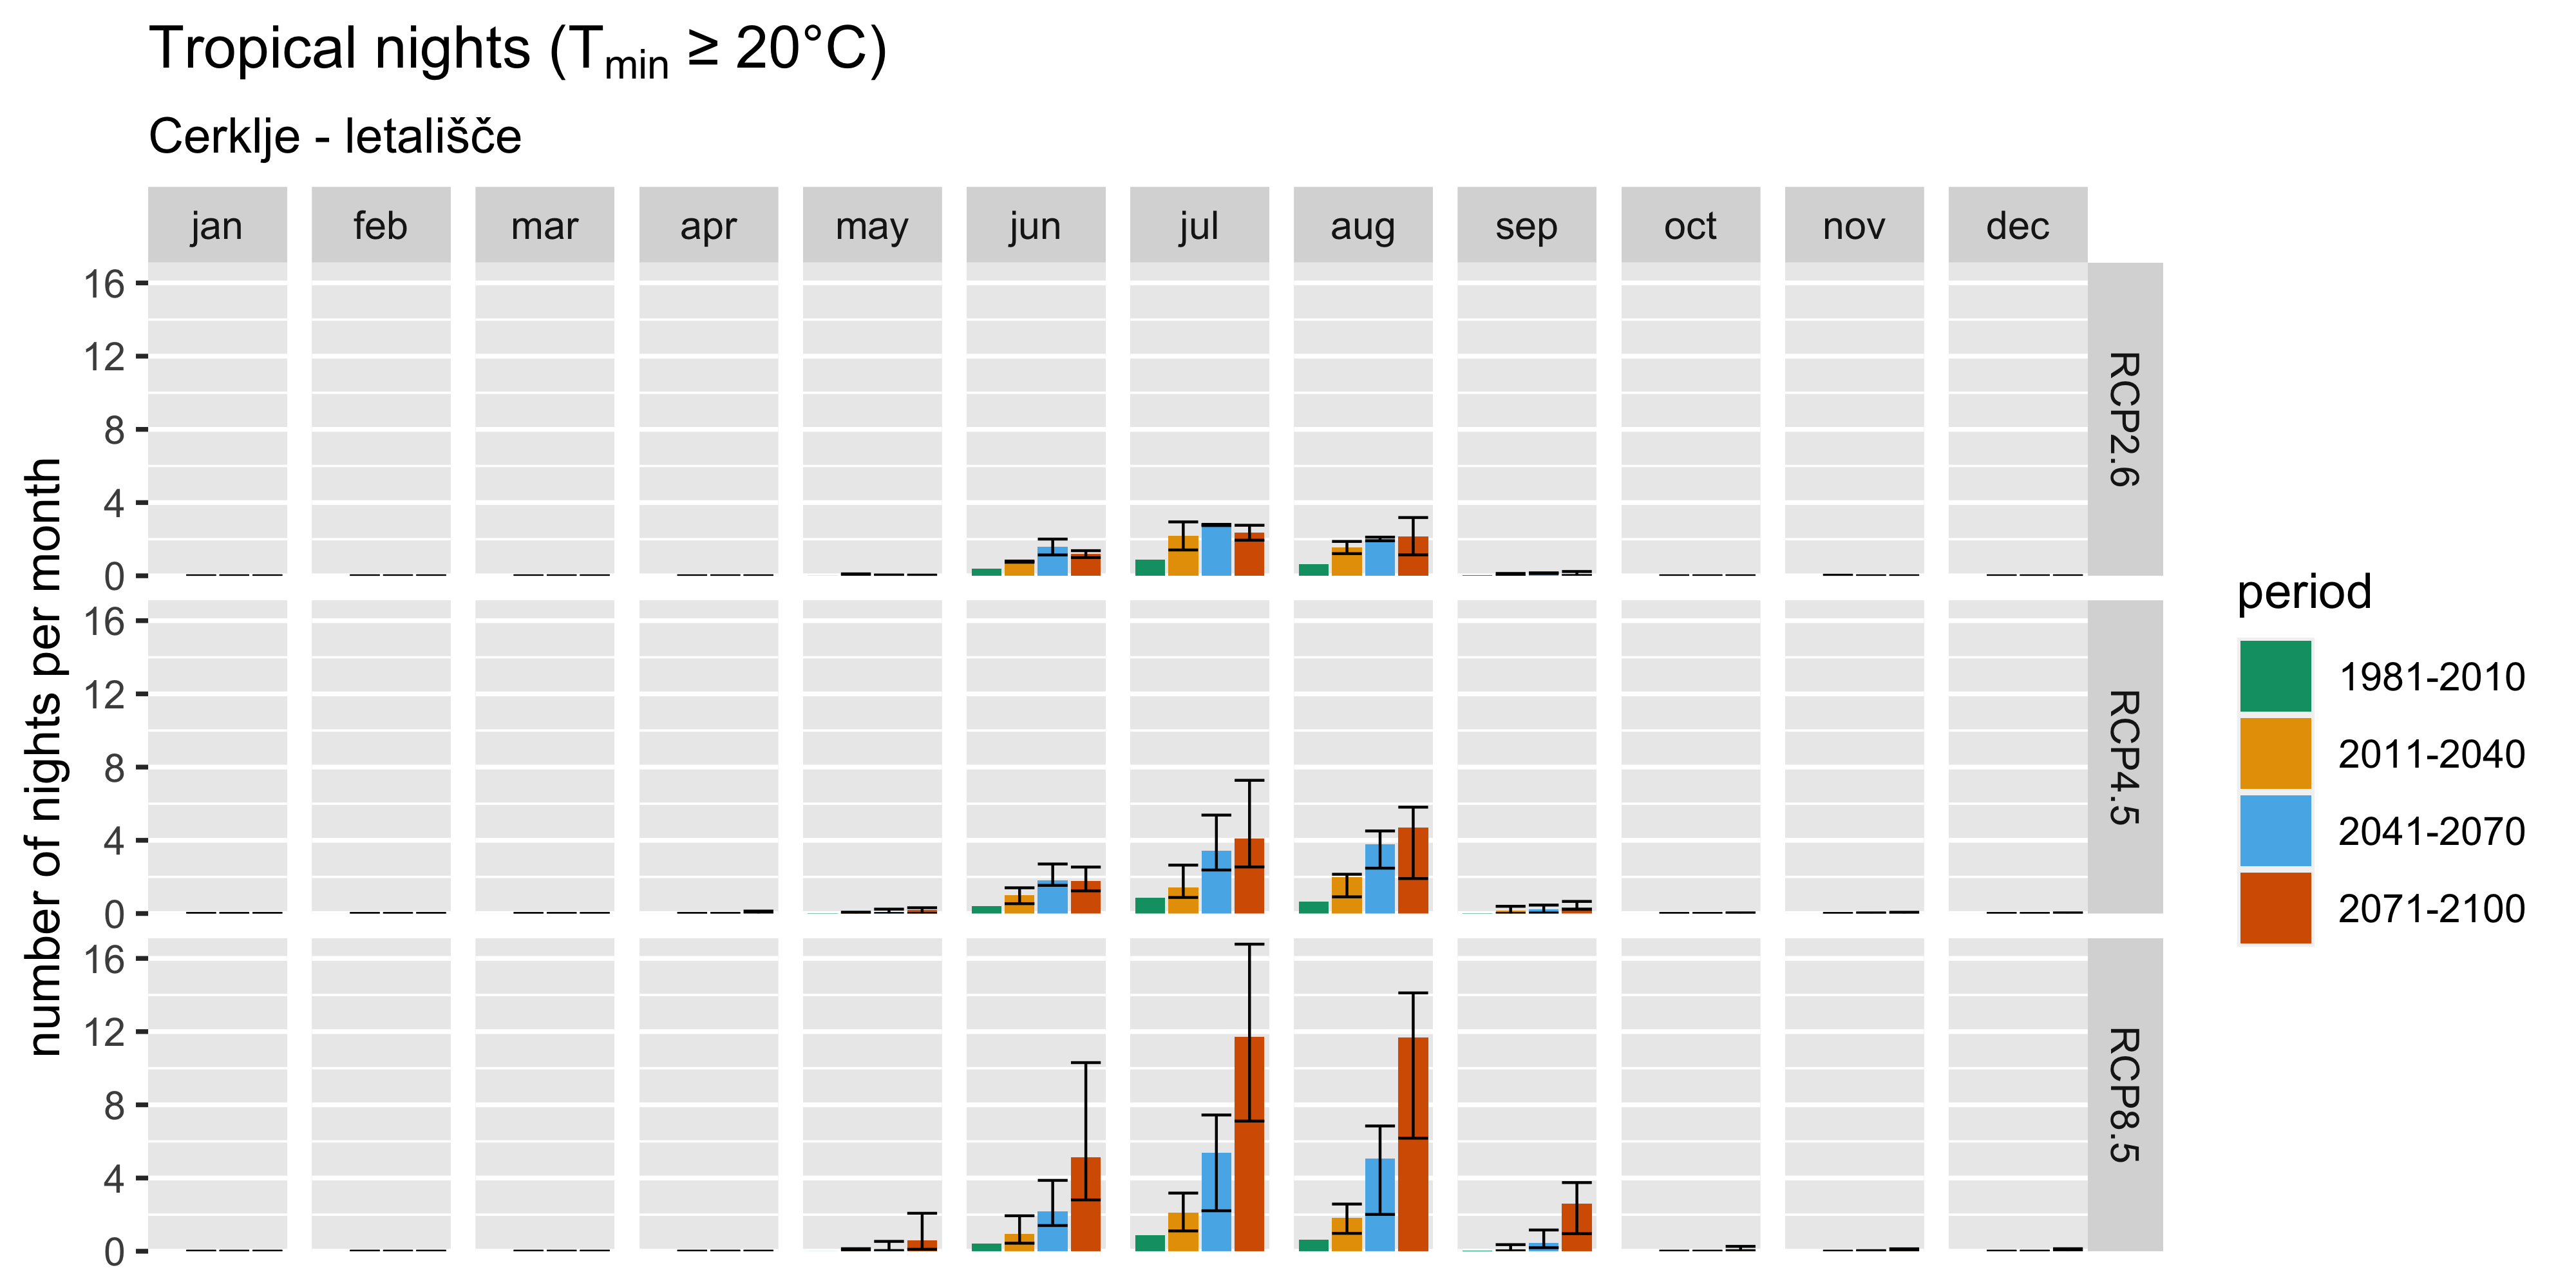 Tropical nights (Tmin ≥ 20°C)
Cerklje - letališče
jan feb mar apr may jun jul aug sep oct nov dec
number of nights per month
16
12
8
4
0
RCP2.6
16
12
8
4
0
RCP4.5
16
12
8
4
0
RCP8.5
period
1981-2010
2011-2040
2041-2070
2071-2100